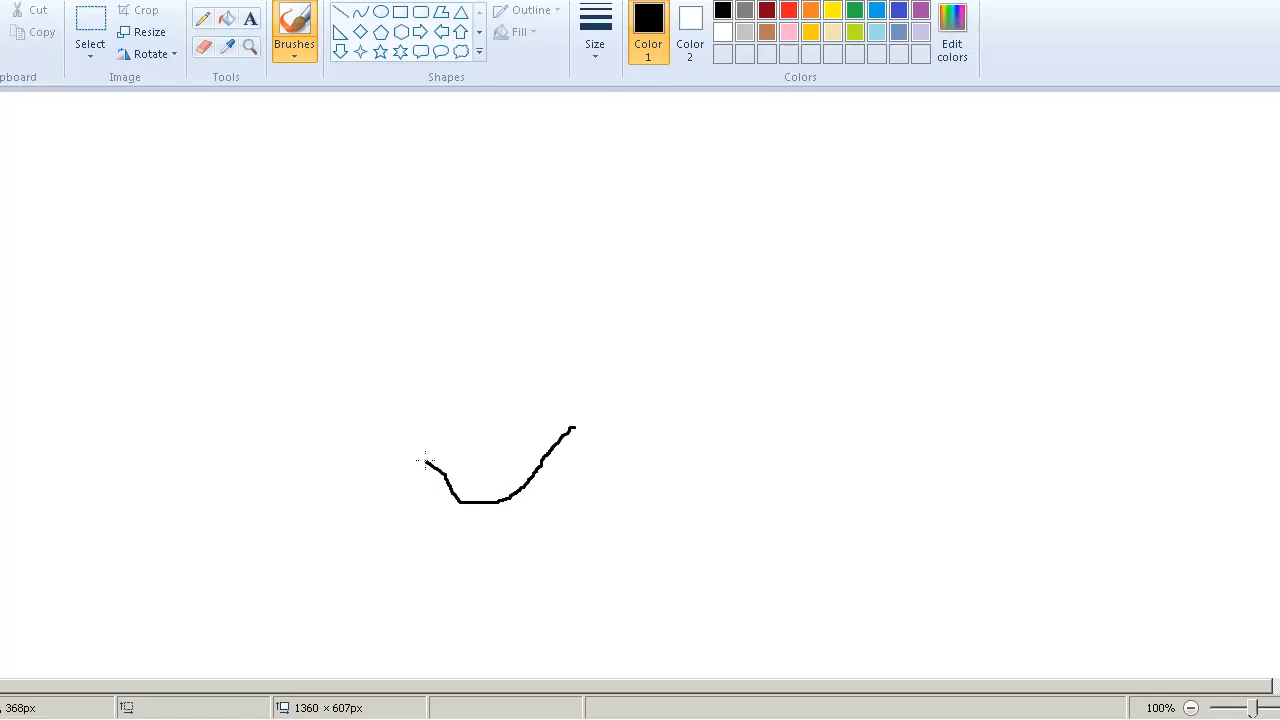 Cut
Crop
Outline
Copy
Resize
Fill
Select
Rotate
Brushes
Size
Color
1
Color
2
Edit
colors
pboard
Image
Tools
Shapes
Colors
A
368px
1360 × 607px
100%